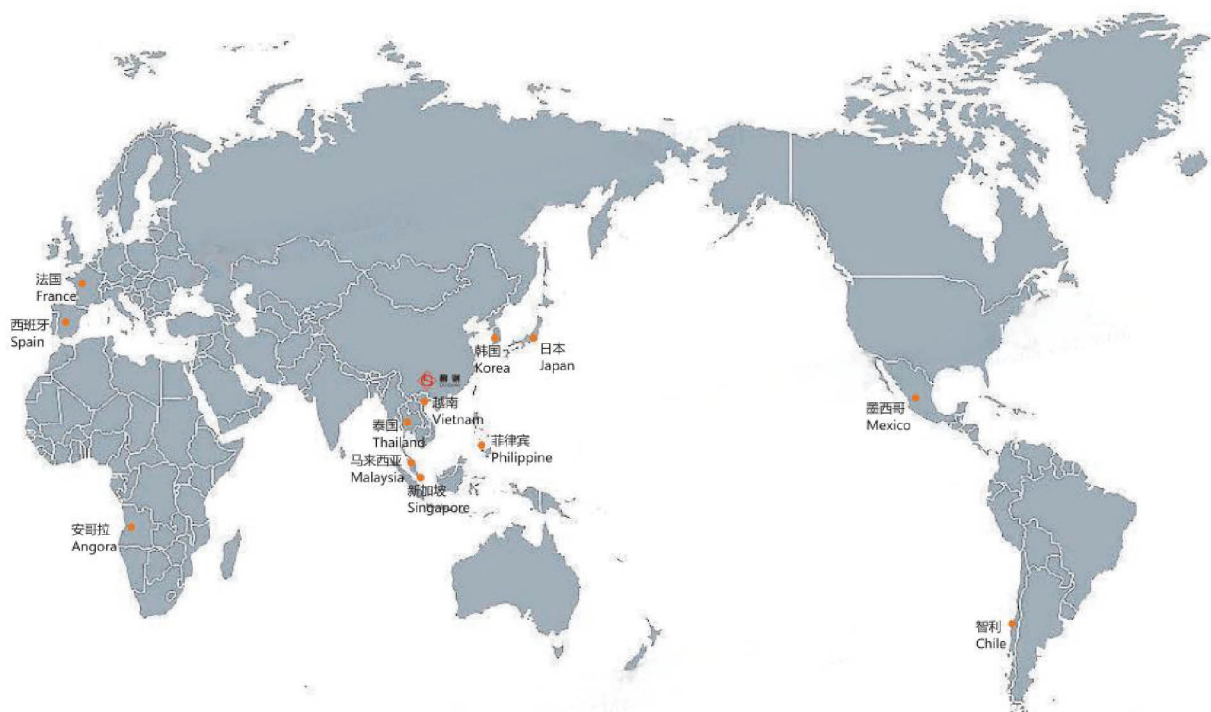 法国
France
西班牙
Spain
韩国
Korea
日本
Japan
越南
Vietnam
泰国
Thailand
菲律宾
Philippine
马来西亚
Malaysia
新加坡
Singapore
安哥拉
Angora
墨西哥
Mexico
智利
Chile